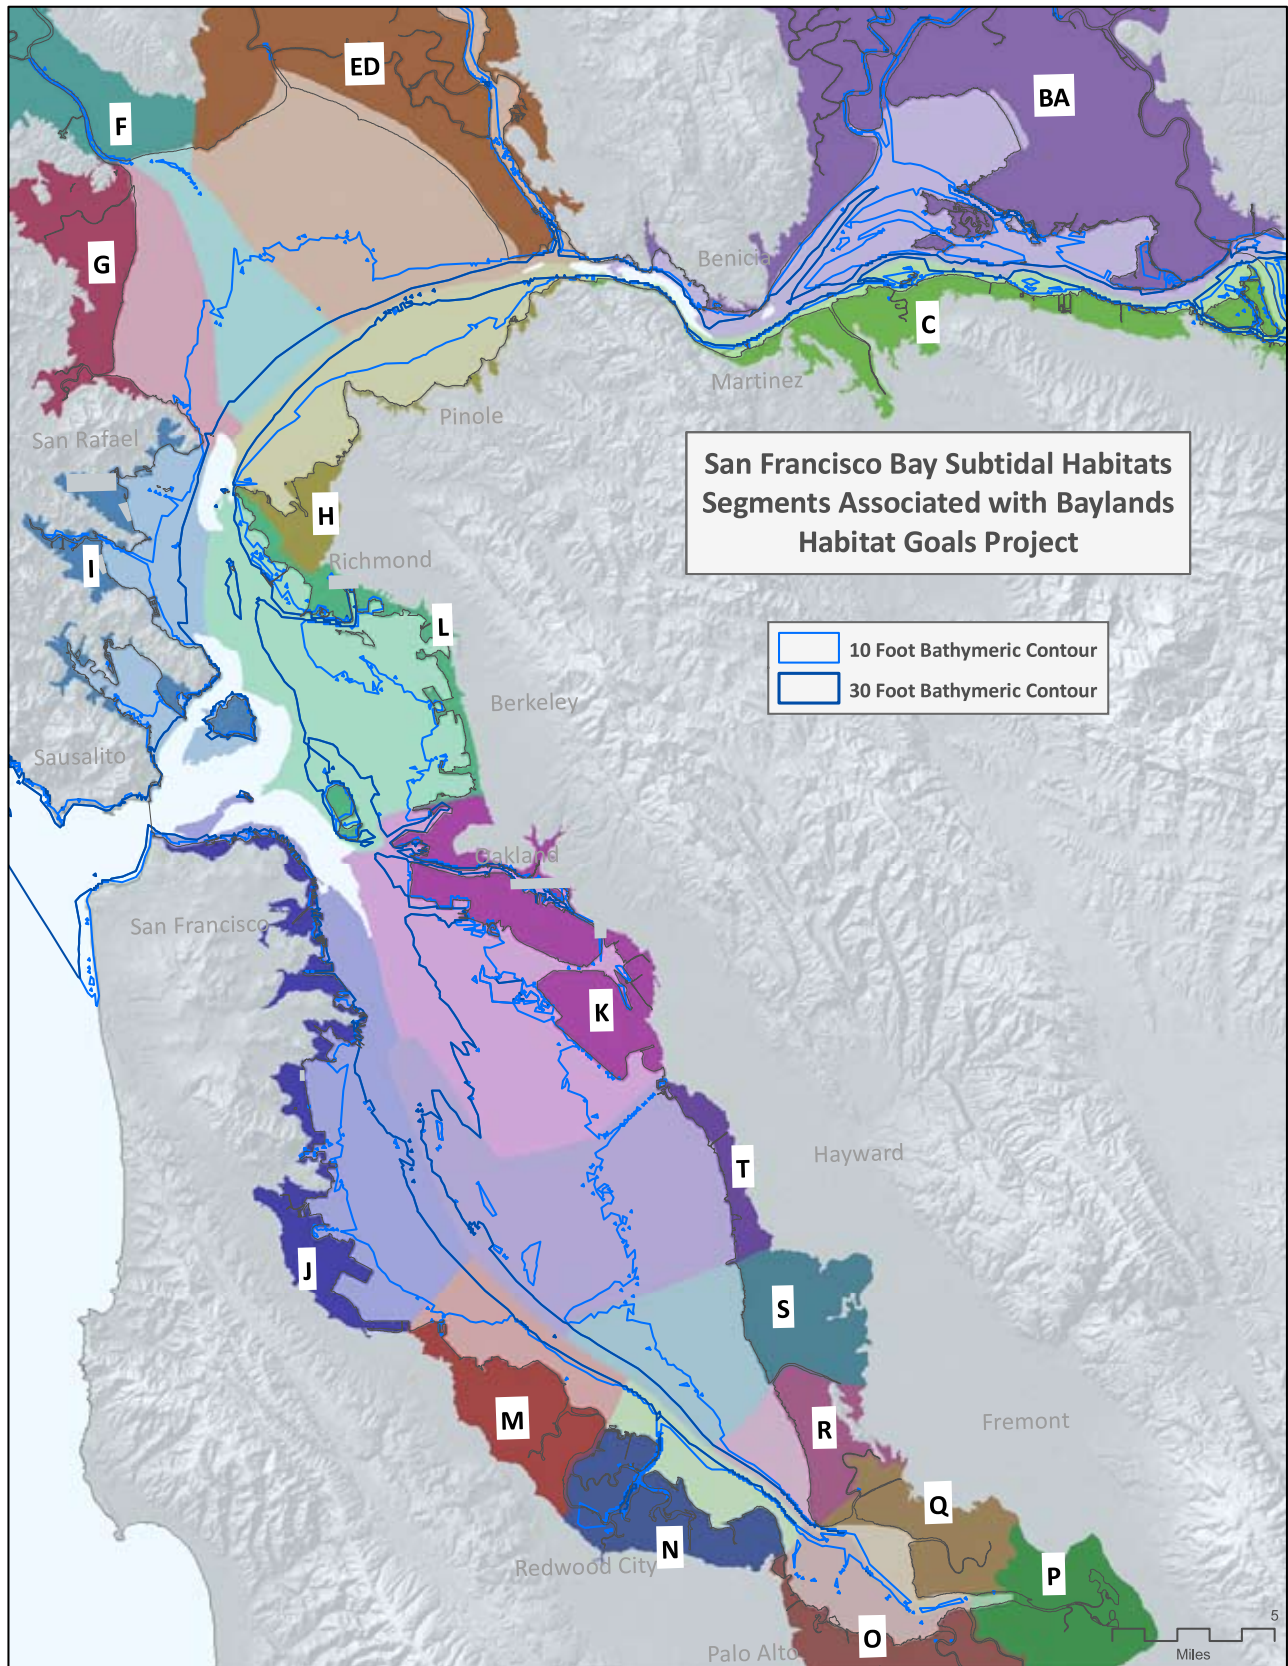 ED
BA
F
G
Benicia
C
Martinez
Pinole
San Rafael
San Francisco Bay Subtidal Habitats
Segments Associated with Baylands
Habitat Goals Project
H
Richmond
I
L
10 Foot Bathymeric Contour
30 Foot Bathymeric Contour
Berkeley
Sausalito
Oakland
San Francisco
K
Hayward
T
J
S
M
R
Fremont
Q
N
Redwood City
P
O
Palo Alto
5
Miles